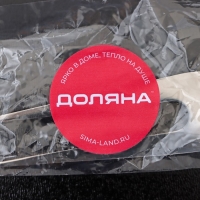 ЯРКО В ДОМЕ, ТЕПЛО НА ДУШЕ
ДОЛЯНА
SIMA-LAND.RU